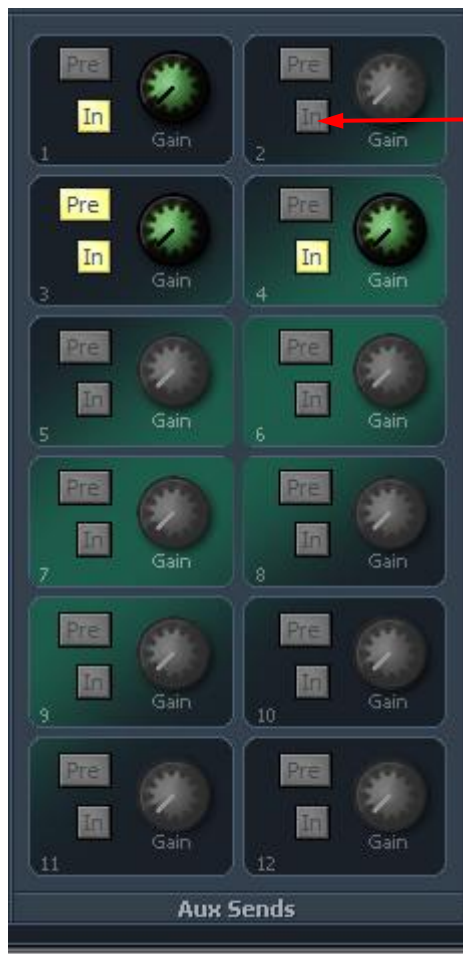 Pre
In
Gain
1
Pre
In
Gain
2
Pre
In
Gain
3
Pre
In
Gain
4
Pre
In
Gain
5
Pre
In
Gain
6
Pre
In
Gain
7
Pre
In
Gain
8
Pre
In
Gain
9
Pre
In
Gain
10
Pre
In
Gain
11
Pre
In
Gain
12
Aux Sends